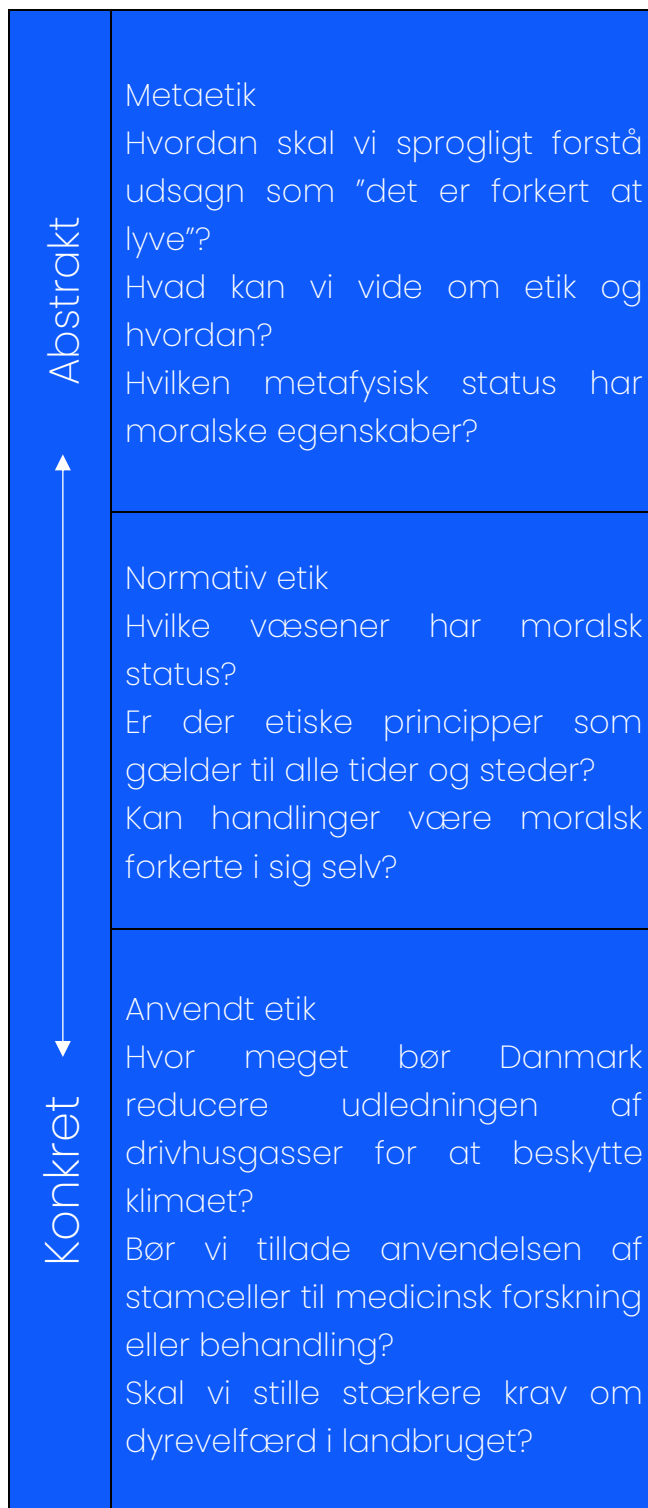 Abstrakt
Konkret
Metaetik
Hvordan skal vi sprogligt forstå
udsagn som ”det er forkert at
lyve”?
Hvad kan vi vide om etik og
hvordan?
Hvilken metafysisk status har
moralske egenskaber?
Normativ etik
Hvilke væsener har moralsk
status?
Er der etiske principper som
gælder til alle tider og steder?
Kan handlinger være moralsk
forkerte i sig selv?
Anvendt etik
Hvor meget bør Danmark
reducere udledningen af
drivhusgasser for at beskytte
klimaet?
Bør vi tillade anvendelsen af
stamceller til medicinsk forskning
eller behandling?
Skal vi stille stærkere krav om
dyrevelfærd i landbruget?